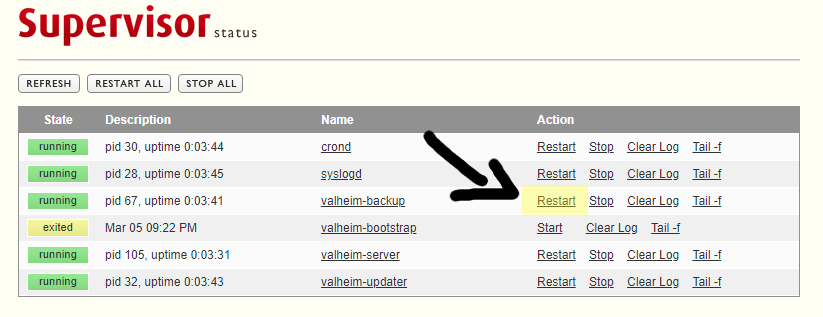 Supervisor status
REFRESH RESTART ALL STOP ALL
State Description Name Action
running pid 30, uptime 0:03:44 crond Restart Stop Clear Log Tail -f
running pid 28, uptime 0:03:45 syslogd Restart Stop Clear Log Tail -f
running pid 67, uptime 0:03:41 valheim-backup Restart Stop Clear Log Tail -f
exited Mar 05 09:22 PM valheim-bootstrap Start Clear Log Tail -f
running pid 105, uptime 0:03:31 valheim-server Restart Stop Clear Log Tail -f
running pid 32, uptime 0:03:43 valheim-updater Restart Stop Clear Log Tail -f